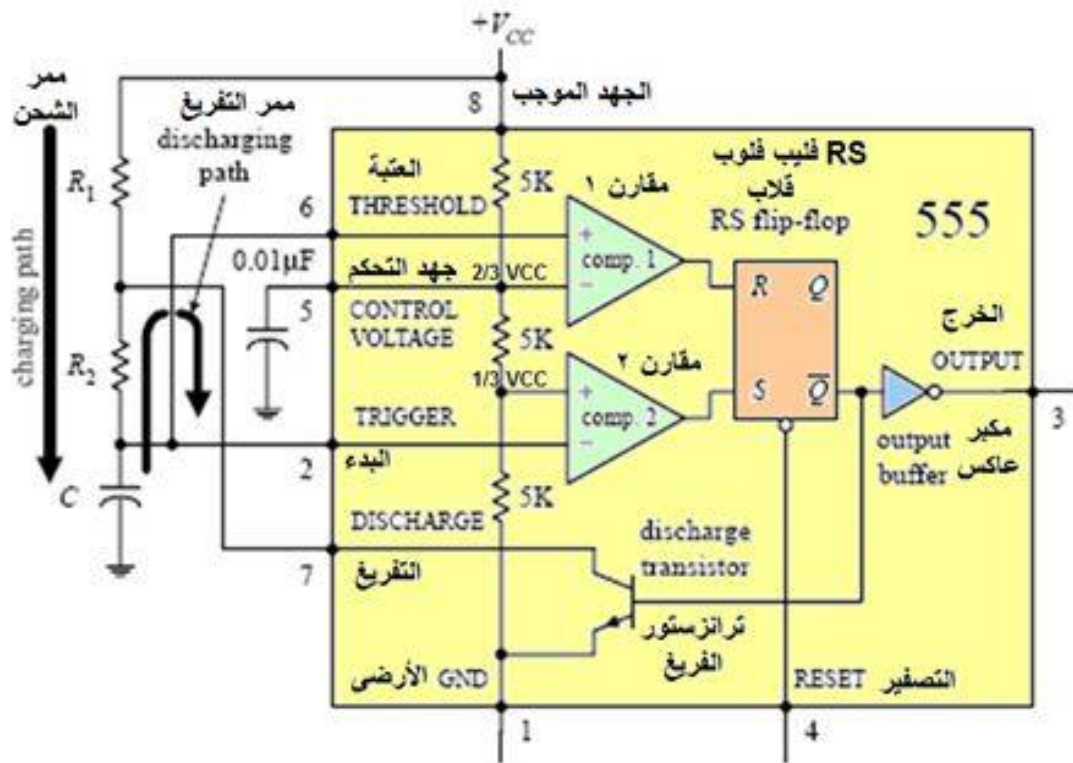 +VCC
ممر
الشحن
ممر التفريغ
discharging
path
8
الجهد الموجب
R1
charging path
R2
C
6
العتبة
THRESHOLD
0.01µF
5
جهد التحكم
CONTROL
VOLTAGE
TRIGGER
2
البدء
DISCHARGE
7
التفريغ
5K
2/3 VCC
5K
1/3 VCC
5K
مقارن ١
+
comp. 1
−
مقارن ٢
+
comp. 2
−
RS فليب فلوب
قلاب
RS flip-flop
555
R Q
S Q̅
الخرج
OUTPUT
3
output
buffer
مكبر
عاكس
discharge
transistor
ترانزستور
الفريغ
الأرضى GND
1
RESET التصفير
4